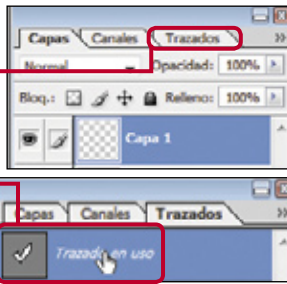 Capas Canales Trazados
Normal Opacidad: 100%
Bloq.: Relleno: 100%
Capa 1
Capas Canales Trazados
Trazado en uso